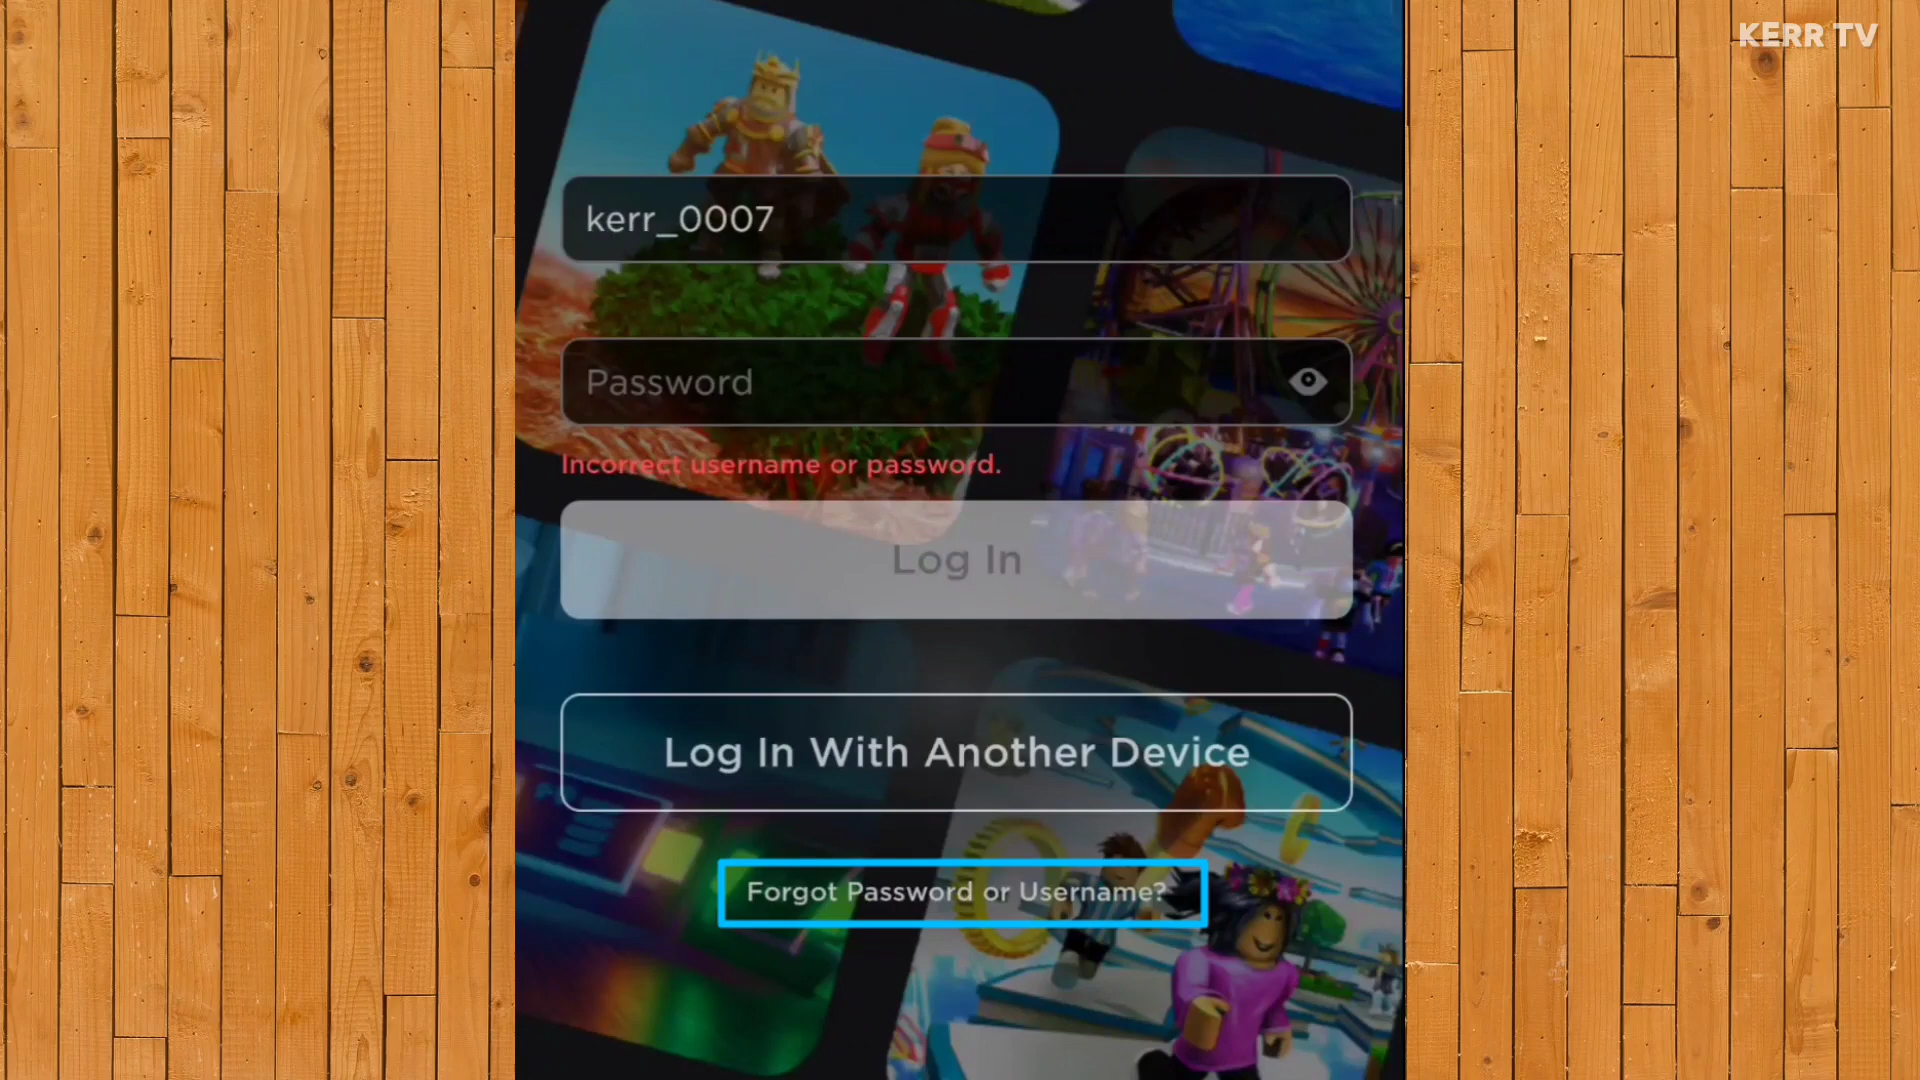 KERR TV
kerr_0007
Password
Incorrect username or password.
Log In
Log In With Another Device
Forgot Password or Username?